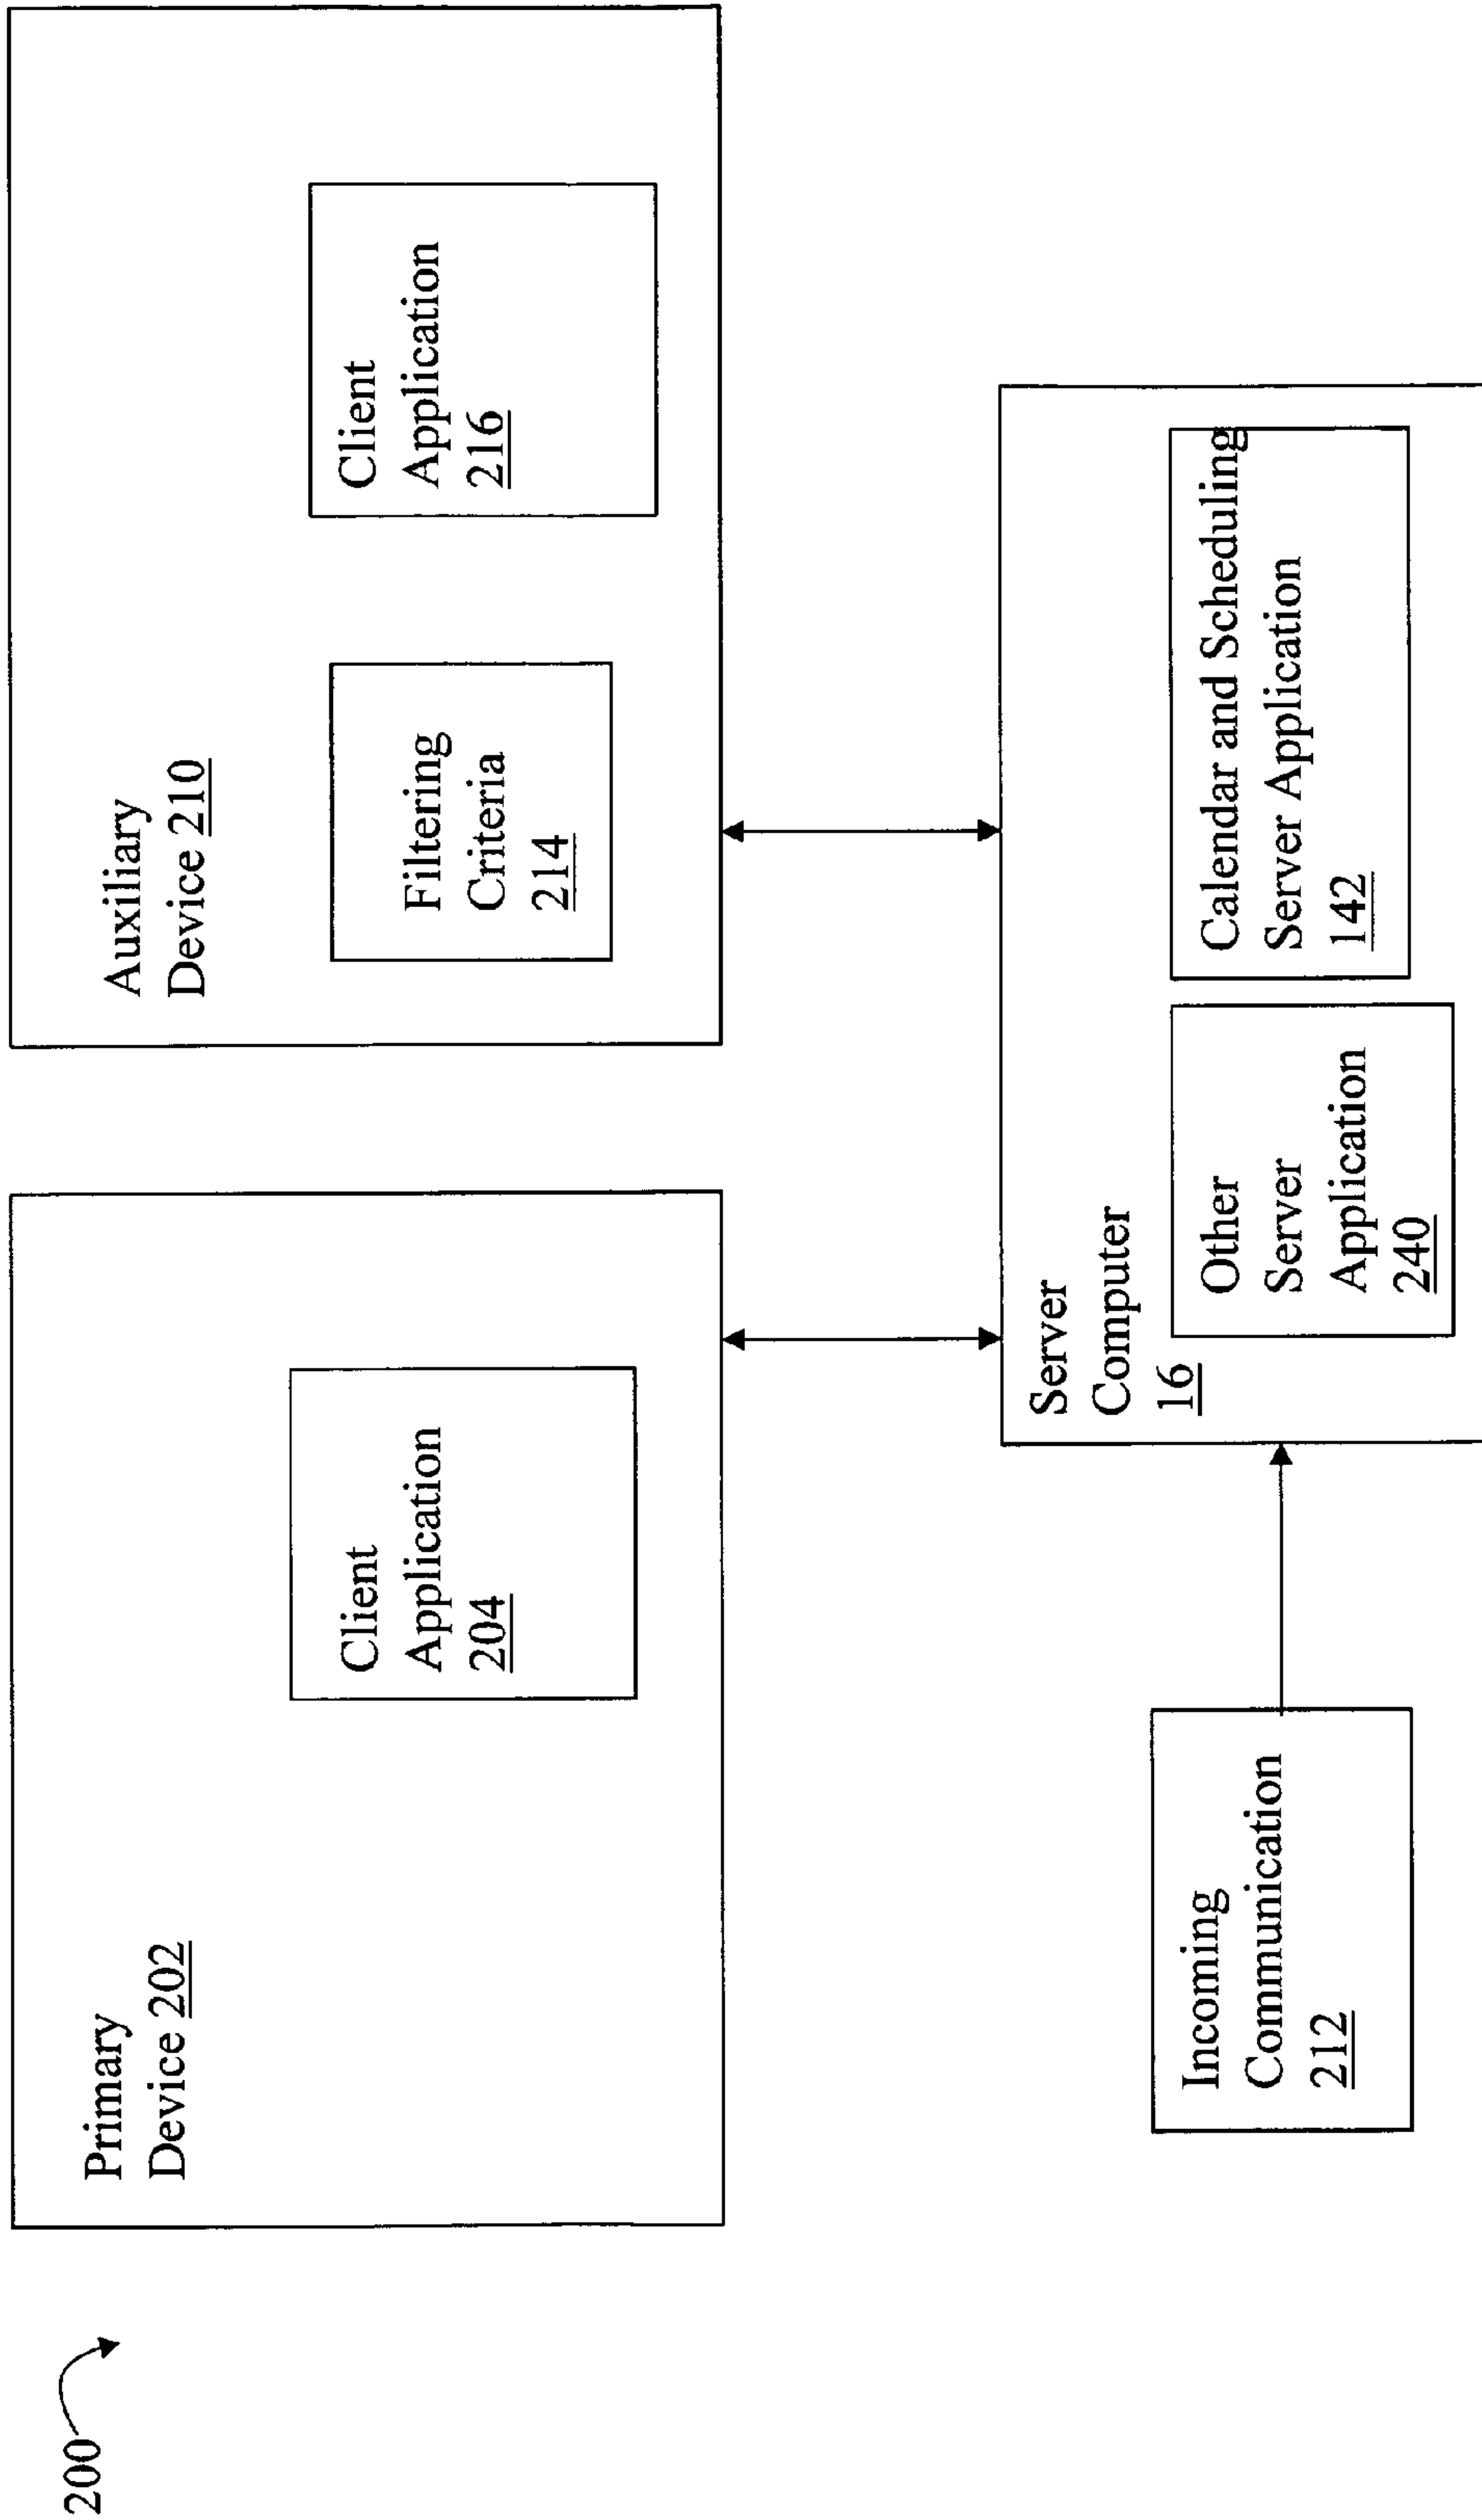 200
Primary
Device 202
Client
Application
204
Auxiliary
Device 210
Filtering
Criteria
214
Client
Application
216
Incoming
Communication
212
Server
Computer
16
Other
Server
Application
240
Calendar and Scheduling
Server Application
142